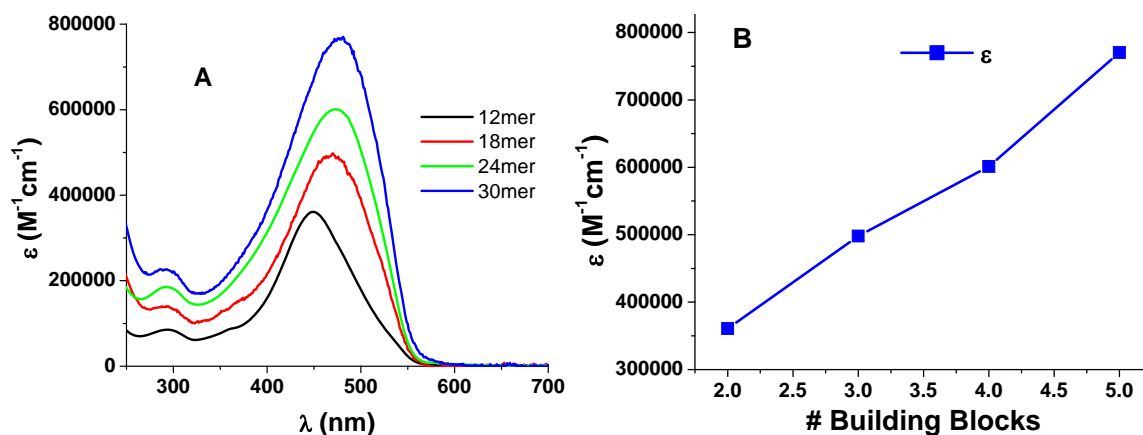 A
ε (M⁻¹cm⁻¹)
800000
600000
400000
200000
0
300 400 500 600 700
λ (nm)
12mer
18mer
24mer
30mer
B
ε
ε (M⁻¹cm⁻¹)
800000
700000
600000
500000
400000
300000
2.0 2.5 3.0 3.5 4.0 4.5 5.0
# Building Blocks